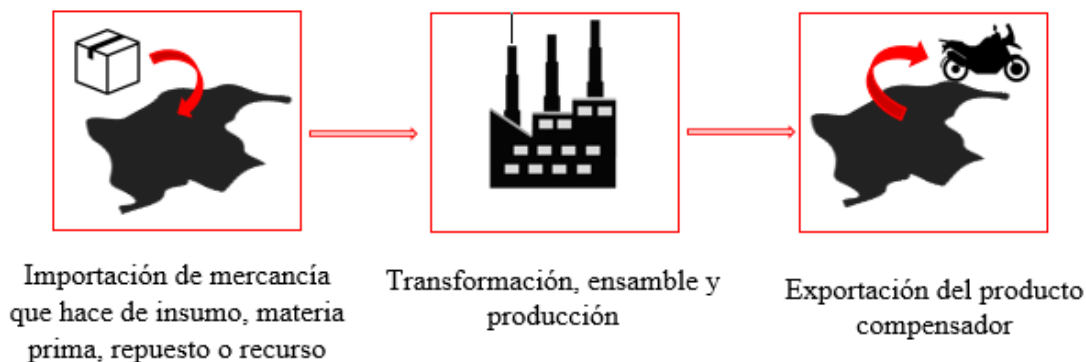 Importación de mercancía
que hace de insumo, materia
prima, repuesto o recurso
Transformación, ensamble y
producción
Exportación del producto
compensador